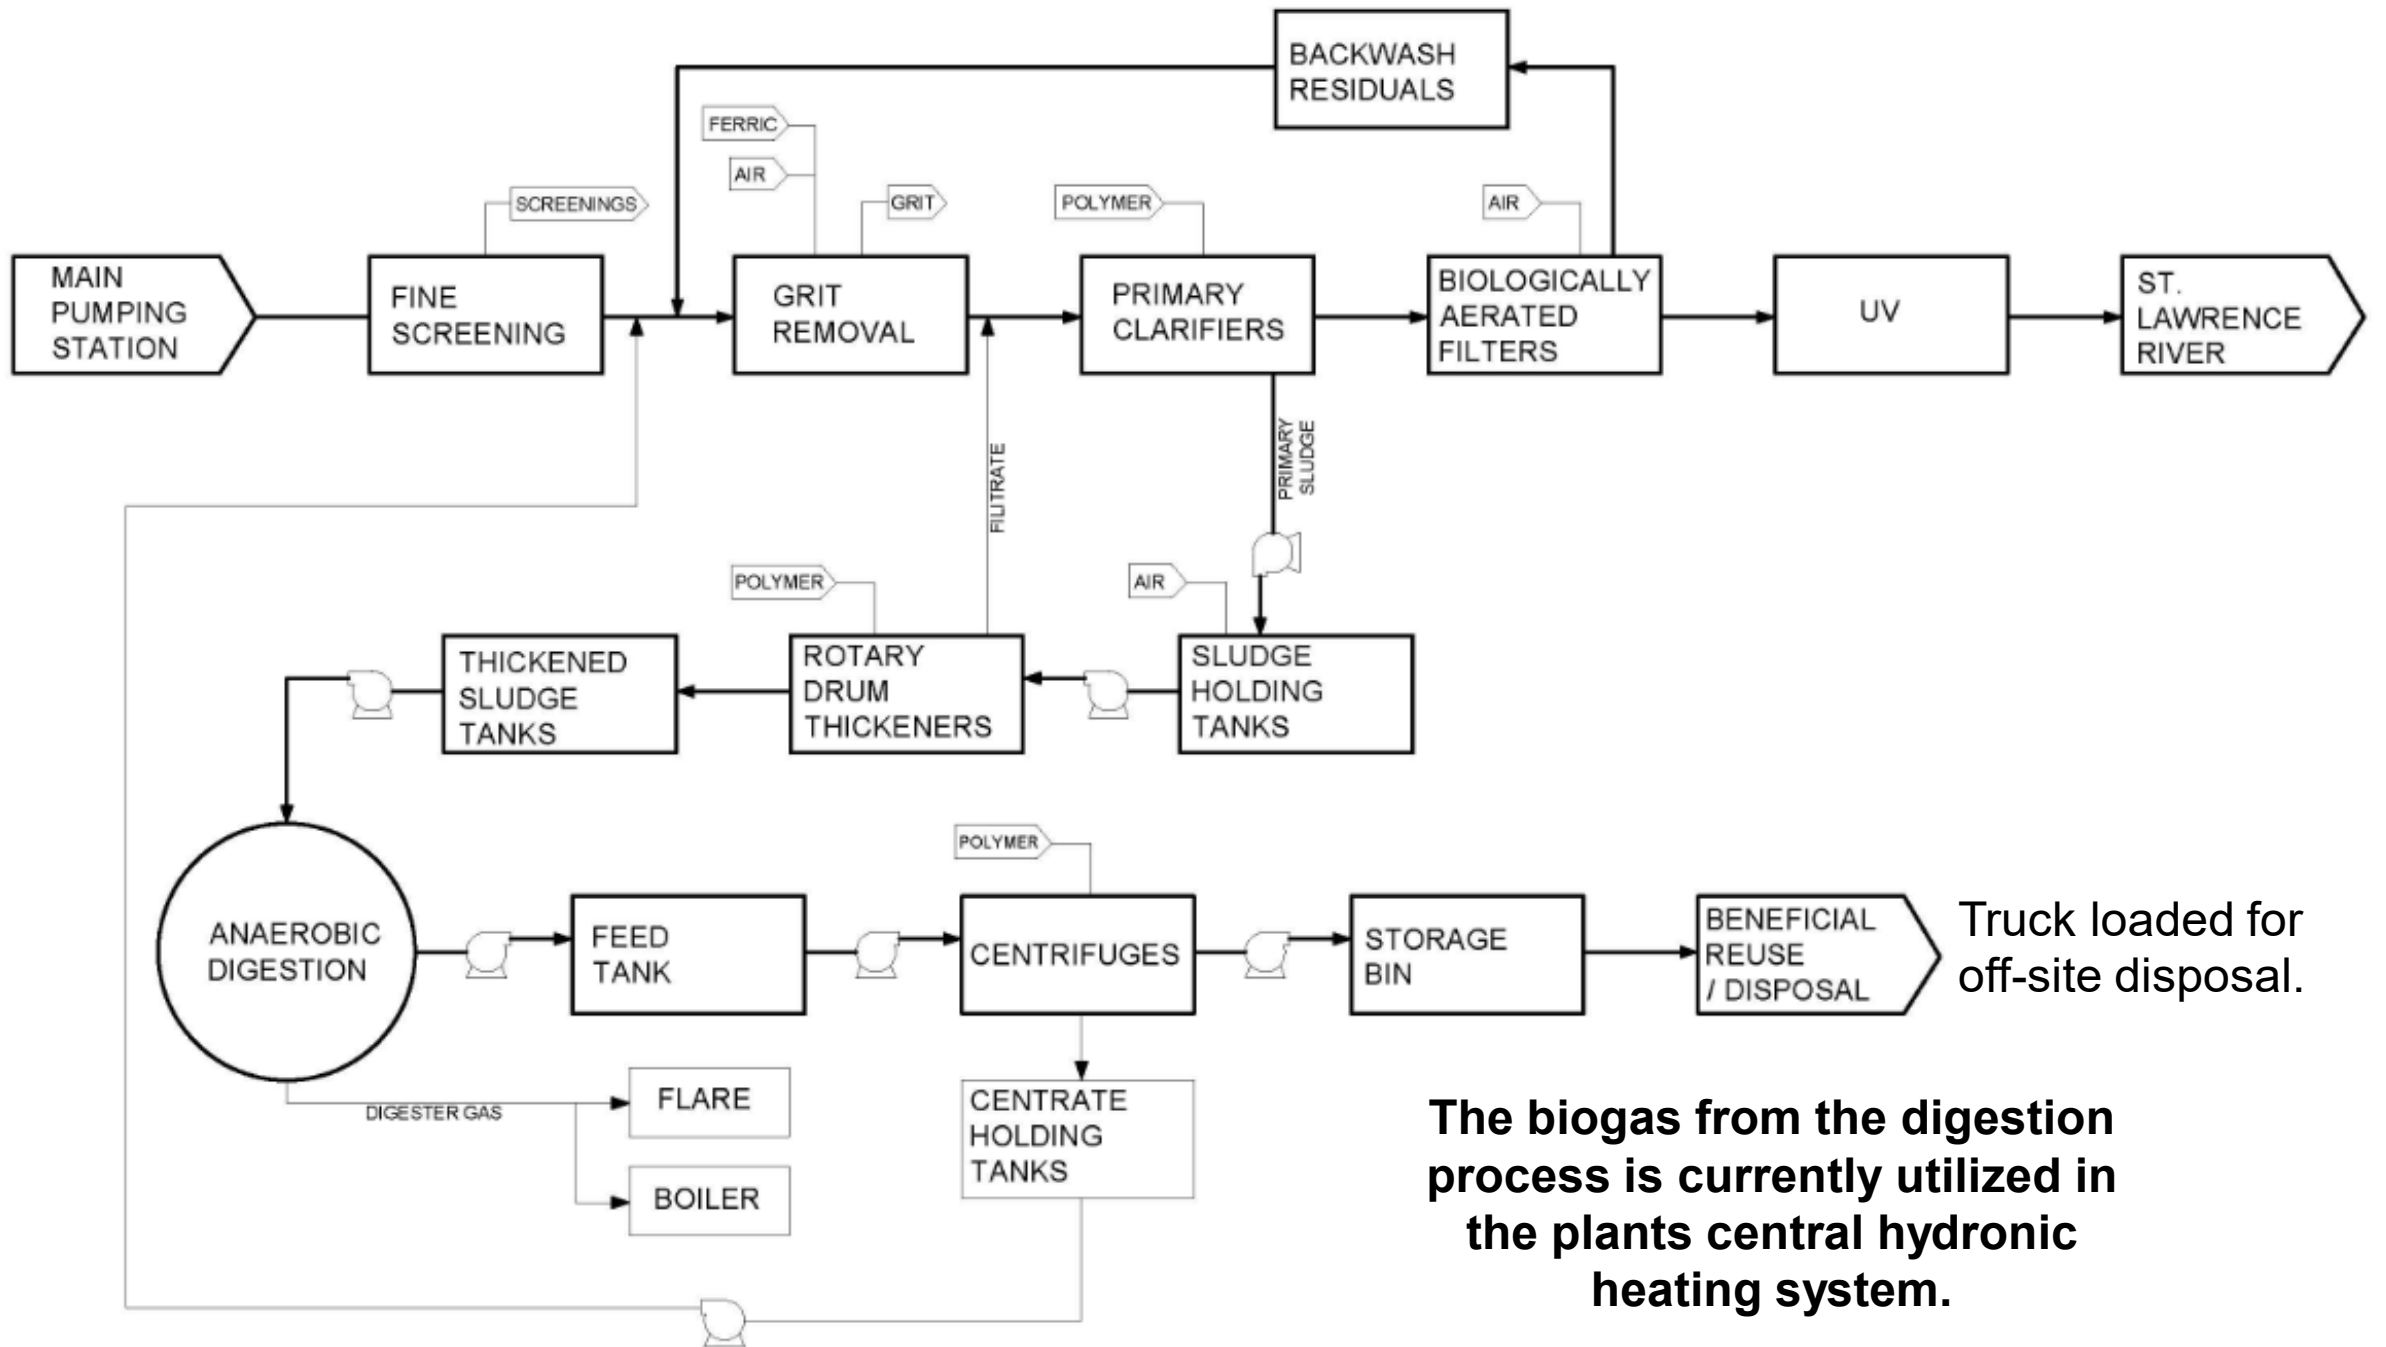 BACKWASH
RESIDUALS
FERRIC
AIR
SCREENINGS
GRIT
POLYMER
AIR
MAIN
PUMPING
STATION
FINE
SCREENING
GRIT
REMOVAL
PRIMARY
CLARIFIERS
BIOLOGICALLY
AERATED
FILTERS
UV
ST.
LAWRENCE
RIVER
FILITRATE
PRIMARY
SLUDGE
POLYMER
AIR
THICKENED
SLUDGE
TANKS
ROTARY
DRUM
THICKENERS
SLUDGE
HOLDING
TANKS
POLYMER
ANAEROBIC
DIGESTION
FEED
TANK
CENTRIFUGES
STORAGE
BIN
BENEFICIAL
REUSE
/ DISPOSAL
Truck loaded for
off-site disposal.
DIGESTER GAS
FLARE
BOILER
CENTRATE
HOLDING
TANKS
The biogas from the digestion
process is currently utilized in
the plants central hydronic
heating system.